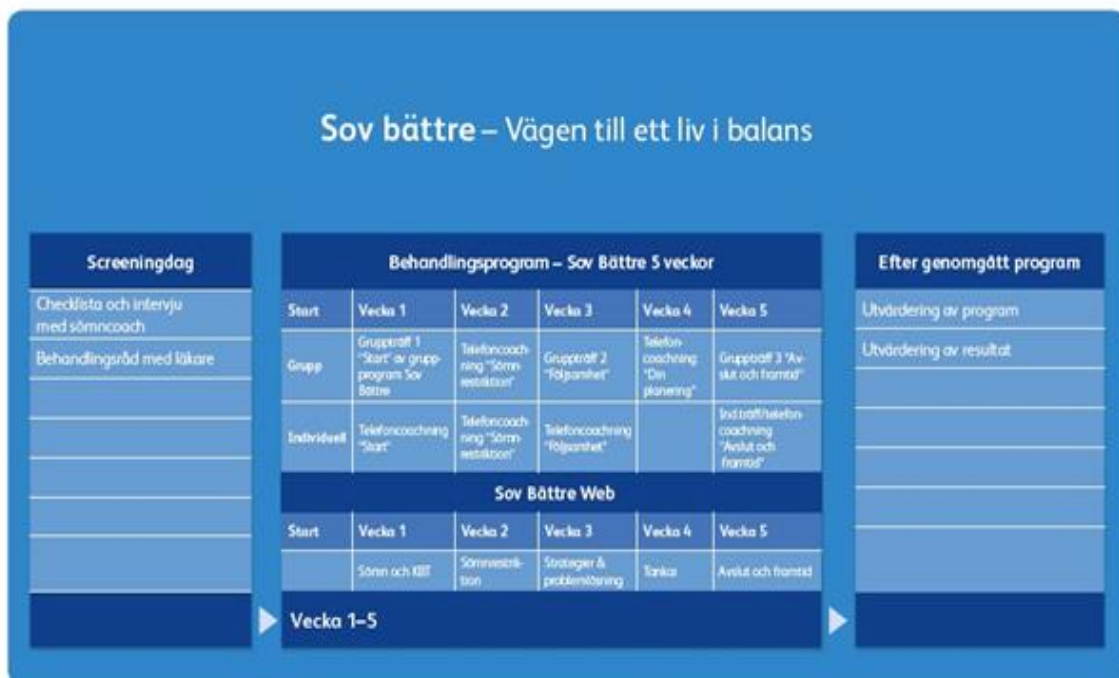 Sov bättre – Vägen till ett liv i balans
Screeningdag
Checklista och intervju
med sömncoach
Behandlingsråd med läkare
Behandlingsprogram – Sov Bättre 5 veckor
Start Vecka 1 Vecka 2 Vecka 3 Vecka 4 Vecka 5
Grupp
Gruppträff 1
"Start" av grupp-
program Sov
Bättre
Telefoncoach-
ning "Sömn-
restriktion"
Gruppträff 2
"Följsamhet"
Telefon-
coachning
"Din
planering"
Gruppträff 3 "Av-
slut och framtid"
Individuell
Telefoncoachning
"Start"
Telefoncoach-
ning "Sömn-
restriktion"
Telefoncoachning
"Följsamhet"
Ind.träff/telefon-
coachning
"Avslut och
framtid"
Sov Bättre Web
Start Vecka 1 Vecka 2 Vecka 3 Vecka 4 Vecka 5
Sömn och KBT
Sömnrestrik-
tion
Strategier &
problemlösning
Tankar
Avslut och framtid
Vecka 1–5
Efter genomgått program
Utvärdering av program
Utvärdering av resultat